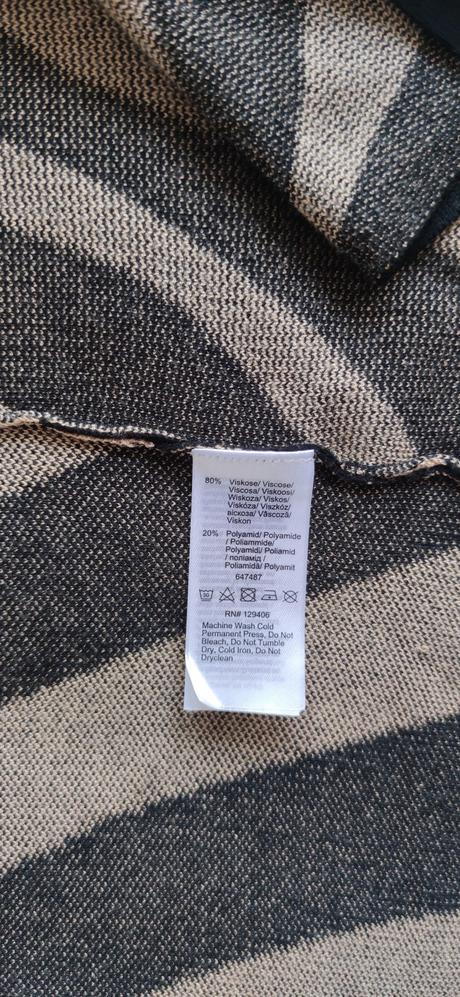 80% Viskose/ Viscose/
Viscosa/ Viskoosi/
Wiskoza/ Viskos/
Viskóza/ Viszkóz/
віскоза/ Vâscoză/
Viskon
20% Polyamid/ Polyamide
/ Poliammide/
Polyamidi/ Poliamid
/ поліамід /
Poliamidă/ Polyamit
647487
30
RN# 129406
Machine Wash Cold
Permanent Press, Do Not
Bleach, Do Not Tumble
Dry, Cold Iron, Do Not
Dryclean